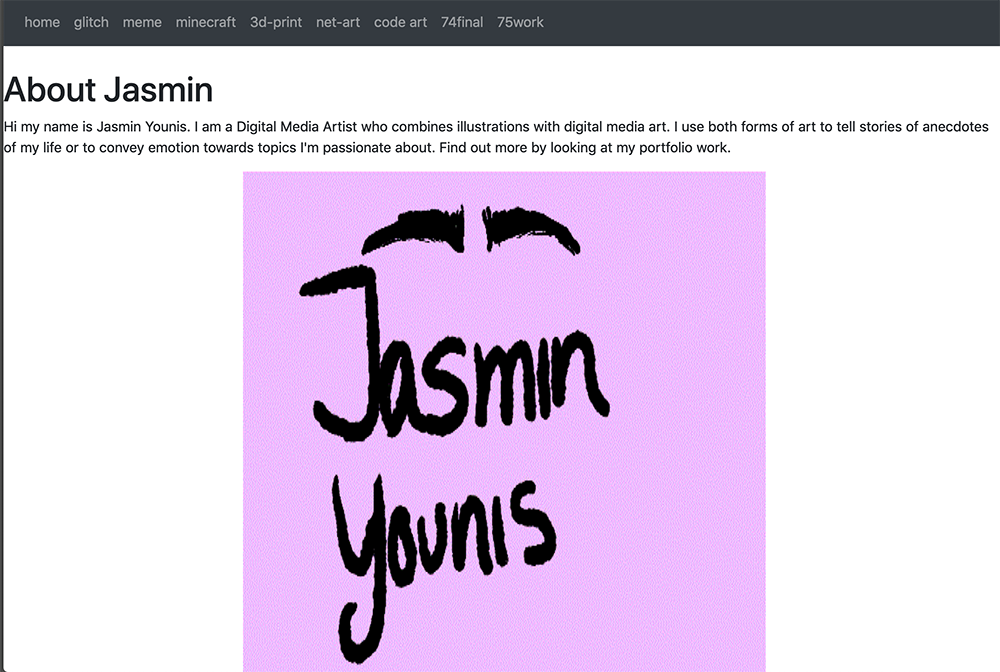 home glitch meme minecraft 3d-print net-art code art 74final 75work
About Jasmin
Hi my name is Jasmin Younis. I am a Digital Media Artist who combines illustrations with digital media art. I use both forms of art to tell stories of anecdotes
of my life or to convey emotion towards topics I'm passionate about. Find out more by looking at my portfolio work.
Jasmin
Younis